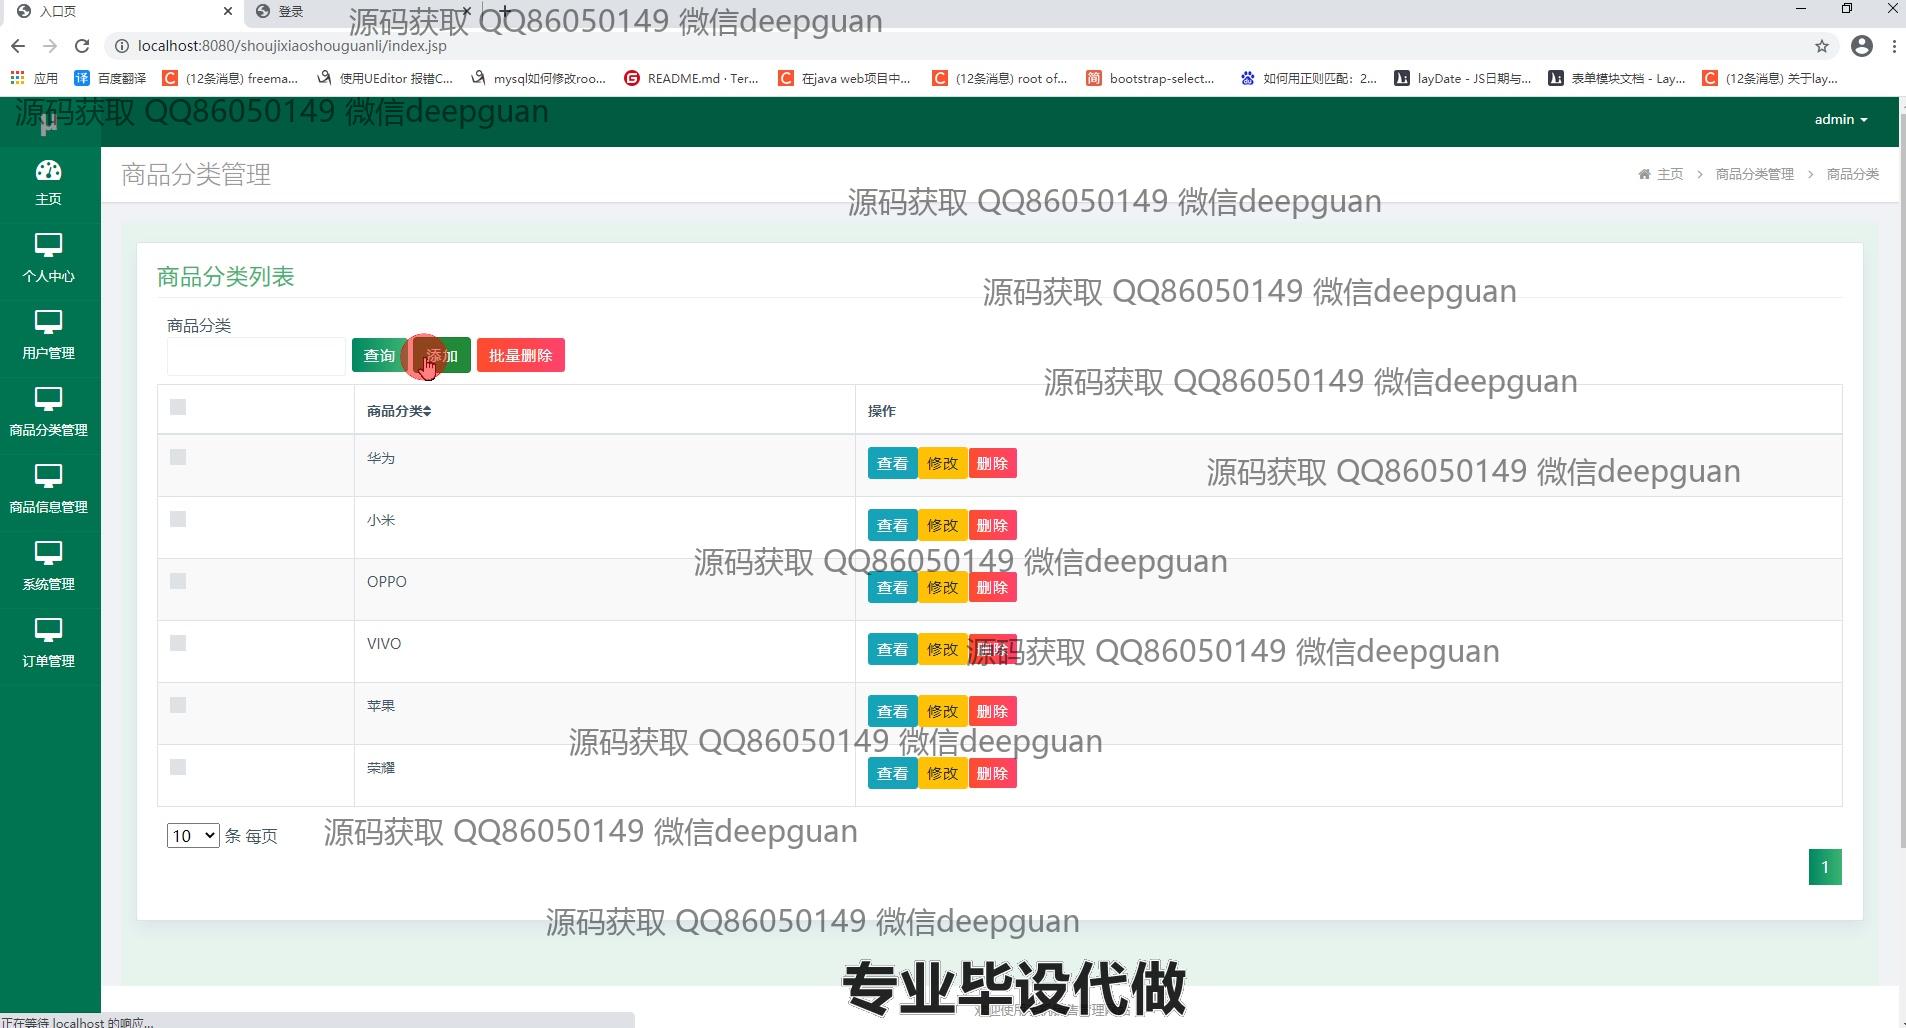 入口页
登录
源码获取 QQ86050149 微信deepguan
localhost:8080/shoujixiaoshouguanli/index.jsp
应用 百度翻译 (12条消息) freema... 使用UEditor 报错C... mysql如何修改roo... README.md · Ter... 在java web项目中... (12条消息) root of... bootstrap-select... 如何用正则匹配：2... layDate - JS日期与... 表单模块文档 - Lay... (12条消息) 关于lay...
源码获取 QQ86050149 微信deepguan
μ
admin
主页
个人中心
用户管理
商品分类管理
商品信息管理
系统管理
订单管理
商品分类管理
主页 > 商品分类管理 > 商品分类
源码获取 QQ86050149 微信deepguan
商品分类列表
源码获取 QQ86050149 微信deepguan
商品分类
查询 添加 批量删除
源码获取 QQ86050149 微信deepguan
商品分类 操作
华为 查看 修改 删除
源码获取 QQ86050149 微信deepguan
小米 查看 修改 删除
源码获取 QQ86050149 微信deepguan
OPPO 查看 修改 删除
VIVO 查看 修改 删除
源码获取 QQ86050149 微信deepguan
苹果 查看 修改 删除
源码获取 QQ86050149 微信deepguan
荣耀 查看 修改 删除
10 条 每页
源码获取 QQ86050149 微信deepguan
1
源码获取 QQ86050149 微信deepguan
专业毕设代做
正在等待 localhost 的响应...